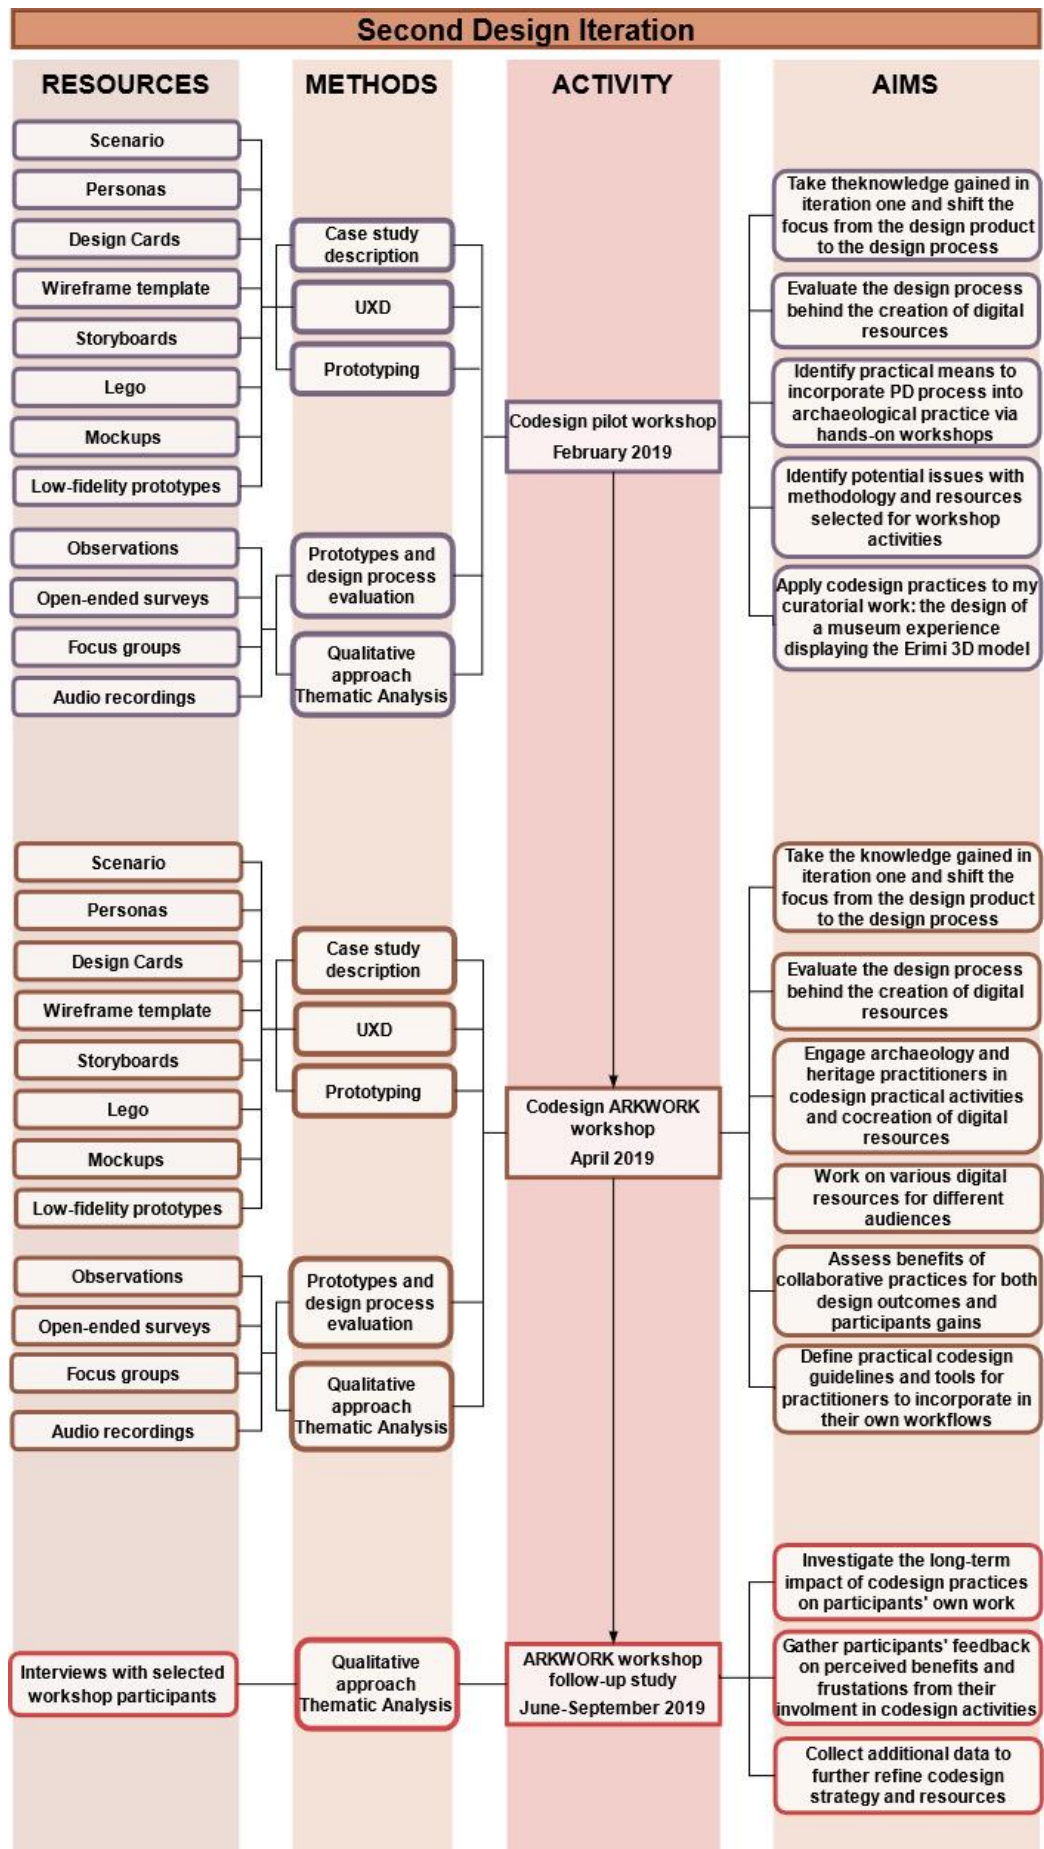 Second Design Iteration
RESOURCES
METHODS
ACTIVITY
AIMS
Scenario
Personas
Design Cards
Wireframe template
Storyboards
Lego
Mockups
Low-fidelity prototypes
Observations
Open-ended surveys
Focus groups
Audio recordings
Case study
description
UXD
Prototyping
Prototypes and
design process
evaluation
Qualitative
approach
Thematic Analysis
Codesign pilot workshop
February 2019
Take theknowledge gained in
iteration one and shift the
focus from the design product
to the design process
Evaluate the design process
behind the creation of digital
resources
Identify practical means to
incorporate PD process into
archaeological practice via
hands-on workshops
Identify potential issues with
methodology and resources
selected for workshop
activities
Apply codesign practices to my
curatorial work: the design of
a museum experience
displaying the Erimi 3D model
Scenario
Personas
Design Cards
Wireframe template
Storyboards
Lego
Mockups
Low-fidelity prototypes
Observations
Open-ended surveys
Focus groups
Audio recordings
Case study
description
UXD
Prototyping
Prototypes and
design process
evaluation
Qualitative
approach
Thematic Analysis
Codesign ARKWORK
workshop
April 2019
Take the knowledge gained in
iteration one and shift the
focus from the design product
to the design process
Evaluate the design process
behind the creation of digital
resources
Engage archaeology and
heritage practitioners in
codesign practical activities
and cocreation of digital
resources
Work on various digital
resources for different
audiences
Assess benefits of
collaborative practices for both
design outcomes and
participants gains
Define practical codesign
guidelines and tools for
practitioners to incorporate in
their own workflows
Interviews with selected
workshop participants
Qualitative
approach
Thematic Analysis
ARKWORK workshop
follow-up study
June-September 2019
Investigate the long-term
impact of codesign practices
on participants' own work
Gather participants' feedback
on perceived benefits and
frustations from their
involment in codesign activities
Collect additional data to
further refine codesign
strategy and resources